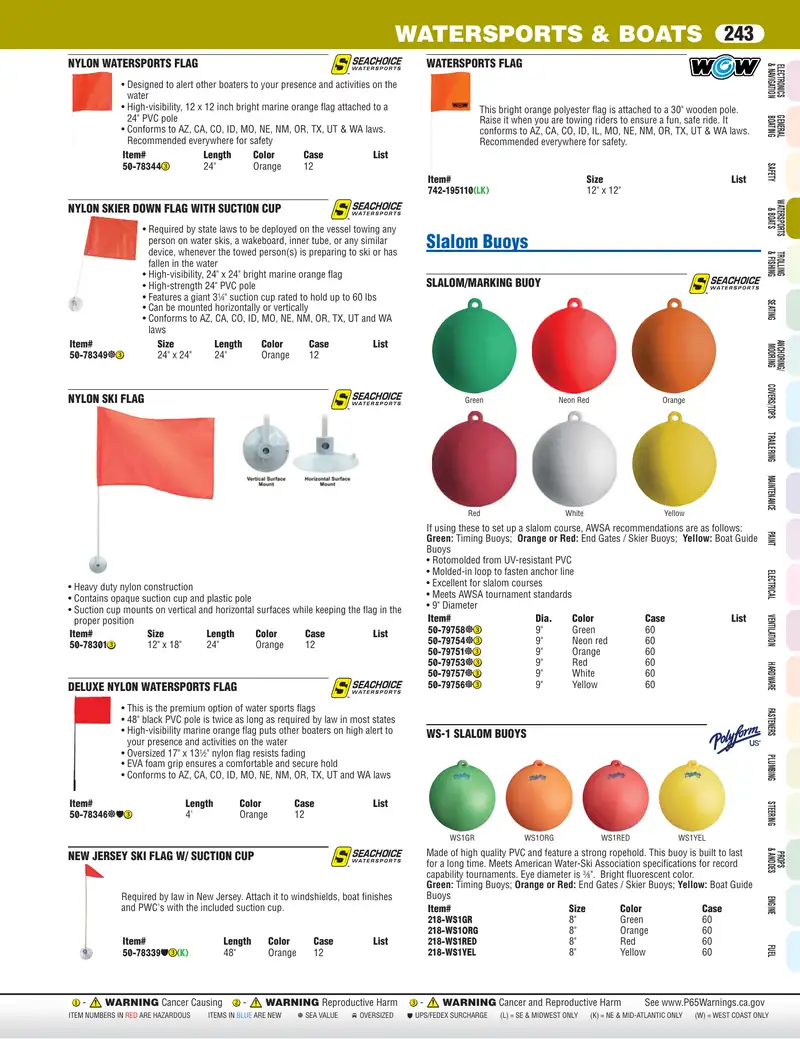 WATERSPORTS & BOATS 243
NYLON WATERSPORTS FLAG
SEACHOICE
WATERSPORTS
• Designed to alert other boaters to your presence and activities on the
water
• High-visibility, 12 x 12 inch bright marine orange flag attached to a
24" PVC pole
• Conforms to AZ, CA, CO, ID, MO, NE, NM, OR, TX, UT & WA laws.
Recommended everywhere for safety
Item# Length Color Case List
50-78344 3 24" Orange 12
NYLON SKIER DOWN FLAG WITH SUCTION CUP
SEACHOICE
WATERSPORTS
• Required by state laws to be deployed on the vessel towing any
person on water skis, a wakeboard, inner tube, or any similar
device, whenever the towed person(s) is preparing to ski or has
fallen in the water
• High-visibility, 24" x 24" bright marine orange flag
• High-strength 24" PVC pole
• Features a giant 3¼" suction cup rated to hold up to 60 lbs
• Can be mounted horizontally or vertically
• Conforms to AZ, CA, CO, ID, MO, NE, NM, OR, TX, UT and WA
laws
Item# Size Length Color Case List
50-78349 3 24" x 24" 24" Orange 12
NYLON SKI FLAG
SEACHOICE
WATERSPORTS
Vertical Surface
Mount
Horizontal Surface
Mount
• Heavy duty nylon construction
• Contains opaque suction cup and plastic pole
• Suction cup mounts on vertical and horizontal surfaces while keeping the flag in the
proper position
Item# Size Length Color Case List
50-78301 3 12" x 18" 24" Orange 12
DELUXE NYLON WATERSPORTS FLAG
SEACHOICE
WATERSPORTS
• This is the premium option of water sports flags
• 48" black PVC pole is twice as long as required by law in most states
• High-visibility marine orange flag puts other boaters on high alert to
your presence and activities on the water
• Oversized 17" x 13½" nylon flag resists fading
• EVA foam grip ensures a comfortable and secure hold
• Conforms to AZ, CA, CO, ID, MO, NE, NM, OR, TX, UT and WA laws
Item# Length Color Case List
50-78346 3 4' Orange 12
NEW JERSEY SKI FLAG W/ SUCTION CUP
SEACHOICE
WATERSPORTS
Required by law in New Jersey. Attach it to windshields, boat finishes
and PWC's with the included suction cup.
Item# Length Color Case List
50-78339 3 (K) 48" Orange 12
WATERSPORTS FLAG
WOW
WOW
This bright orange polyester flag is attached to a 30" wooden pole.
Raise it when you are towing riders to ensure a fun, safe ride. It
conforms to AZ, CA, CO, ID, IL, MO, NE, NM, OR, TX, UT & WA laws.
Recommended everywhere for safety.
Item# Size List
742-195110(LK) 12" x 12"
Slalom Buoys
SLALOM/MARKING BUOY
SEACHOICE
WATERSPORTS
Green Neon Red Orange
Red White Yellow
If using these to set up a slalom course, AWSA recommendations are as follows:
Green: Timing Buoys; Orange or Red: End Gates / Skier Buoys; Yellow: Boat Guide
Buoys
• Rotomolded from UV-resistant PVC
• Molded-in loop to fasten anchor line
• Excellent for slalom courses
• Meets AWSA tournament standards
• 9" Diameter
Item# Dia. Color Case List
50-79758 3 9" Green 60
50-79754 3 9" Neon red 60
50-79751 3 9" Orange 60
50-79753 3 9" Red 60
50-79757 3 9" White 60
50-79756 3 9" Yellow 60
WS-1 SLALOM BUOYS
Polyform US
WS1GR WS1ORG WS1RED WS1YEL
Made of high quality PVC and feature a strong ropehold. This buoy is built to last
for a long time. Meets American Water-Ski Association specifications for record
capability tournaments. Eye diameter is ⅜". Bright fluorescent color.
Green: Timing Buoys; Orange or Red: End Gates / Skier Buoys; Yellow: Boat Guide
Buoys
Item# Size Color Case
218-WS1GR 8" Green 60
218-WS1ORG 8" Orange 60
218-WS1RED 8" Red 60
218-WS1YEL 8" Yellow 60
ELECTRONICS
& NAVIGATION
GENERAL
BOATING
SAFETY
WATERSPORTS
& BOATS
TROLLING
& FISHING
SEATING
ANCHORING/
MOORING
COVERS/TOPS
TRAILERING
MAINTENANCE
PAINT
ELECTRICAL
VENTILATION
HARDWARE
FASTENERS
PLUMBING
STEERING
PROPS
& ANODES
ENGINE
FUEL
1 - WARNING Cancer Causing 2 - WARNING Reproductive Harm 3 - WARNING Cancer and Reproductive Harm See www.P65Warnings.ca.gov
ITEM NUMBERS IN RED ARE HAZARDOUS ITEMS IN BLUE ARE NEW SEA VALUE OVERSIZED UPS/FEDEX SURCHARGE (L) = SE & MIDWEST ONLY (K) = NE & MID-ATLANTIC ONLY (W) = WEST COAST ONLY